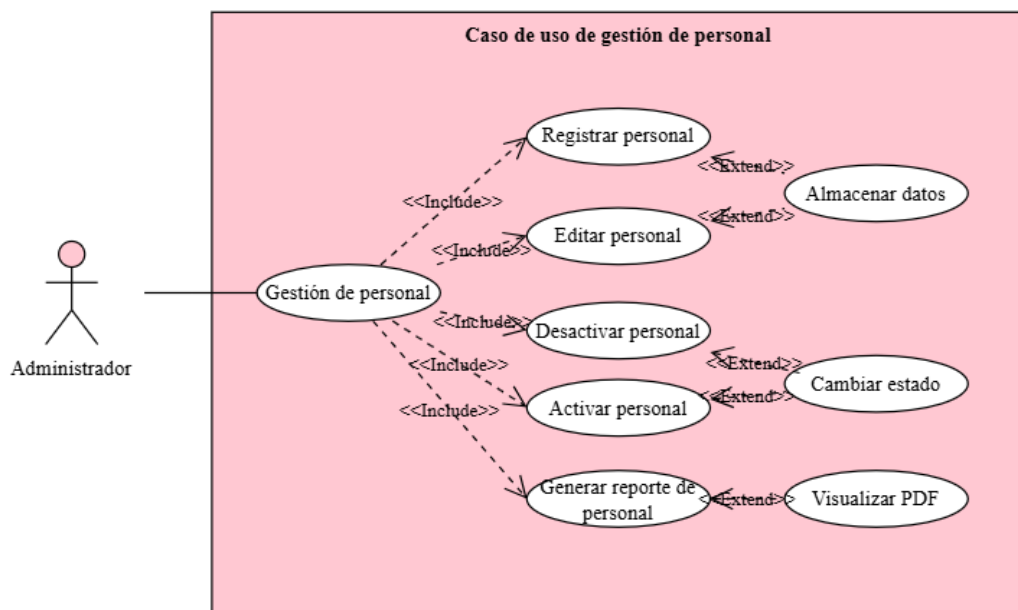 Caso de uso de gestión de personal
Registrar personal
<<Extend>>
Almacenar datos
<<Include>>
<<Extend>>
Editar personal
<<Include>>
Gestión de personal
<<Include>>
Desactivar personal
Administrador
<<Include>>
<<Extend>>
Cambiar estado
<<Extend>>
Activar personal
<<Include>>
Generar reporte de
personal
<<Extend>>
Visualizar PDF